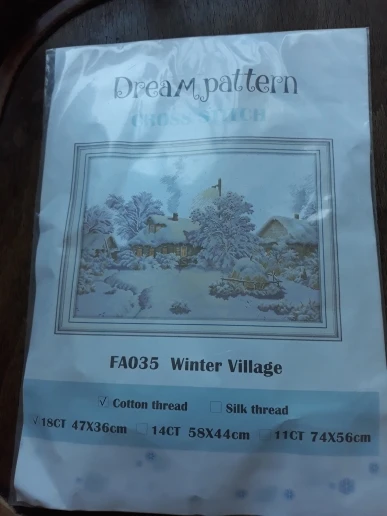 Dream pattern
CROSS STITCH
FA035 Winter Village
√ Cotton thread Silk thread
√18CT 47X36cm 14CT 58X44cm 11CT 74X56cm